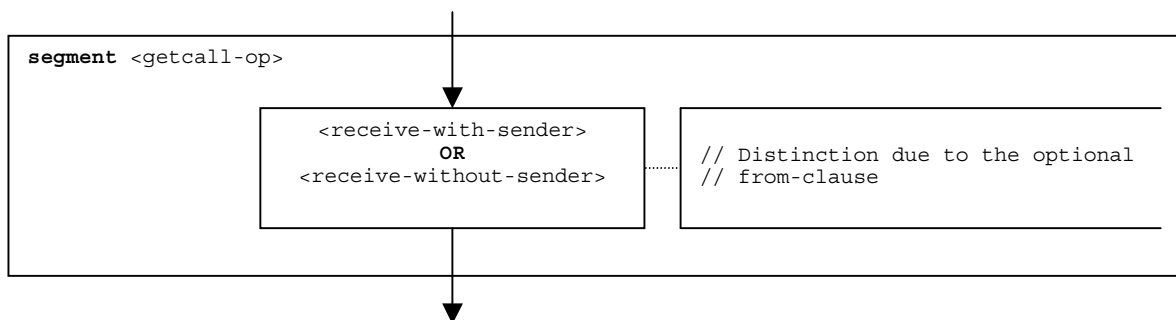 segment <getcall-op>
<receive-with-sender>
OR
<receive-without-sender>
// Distinction due to the optional
// from-clause